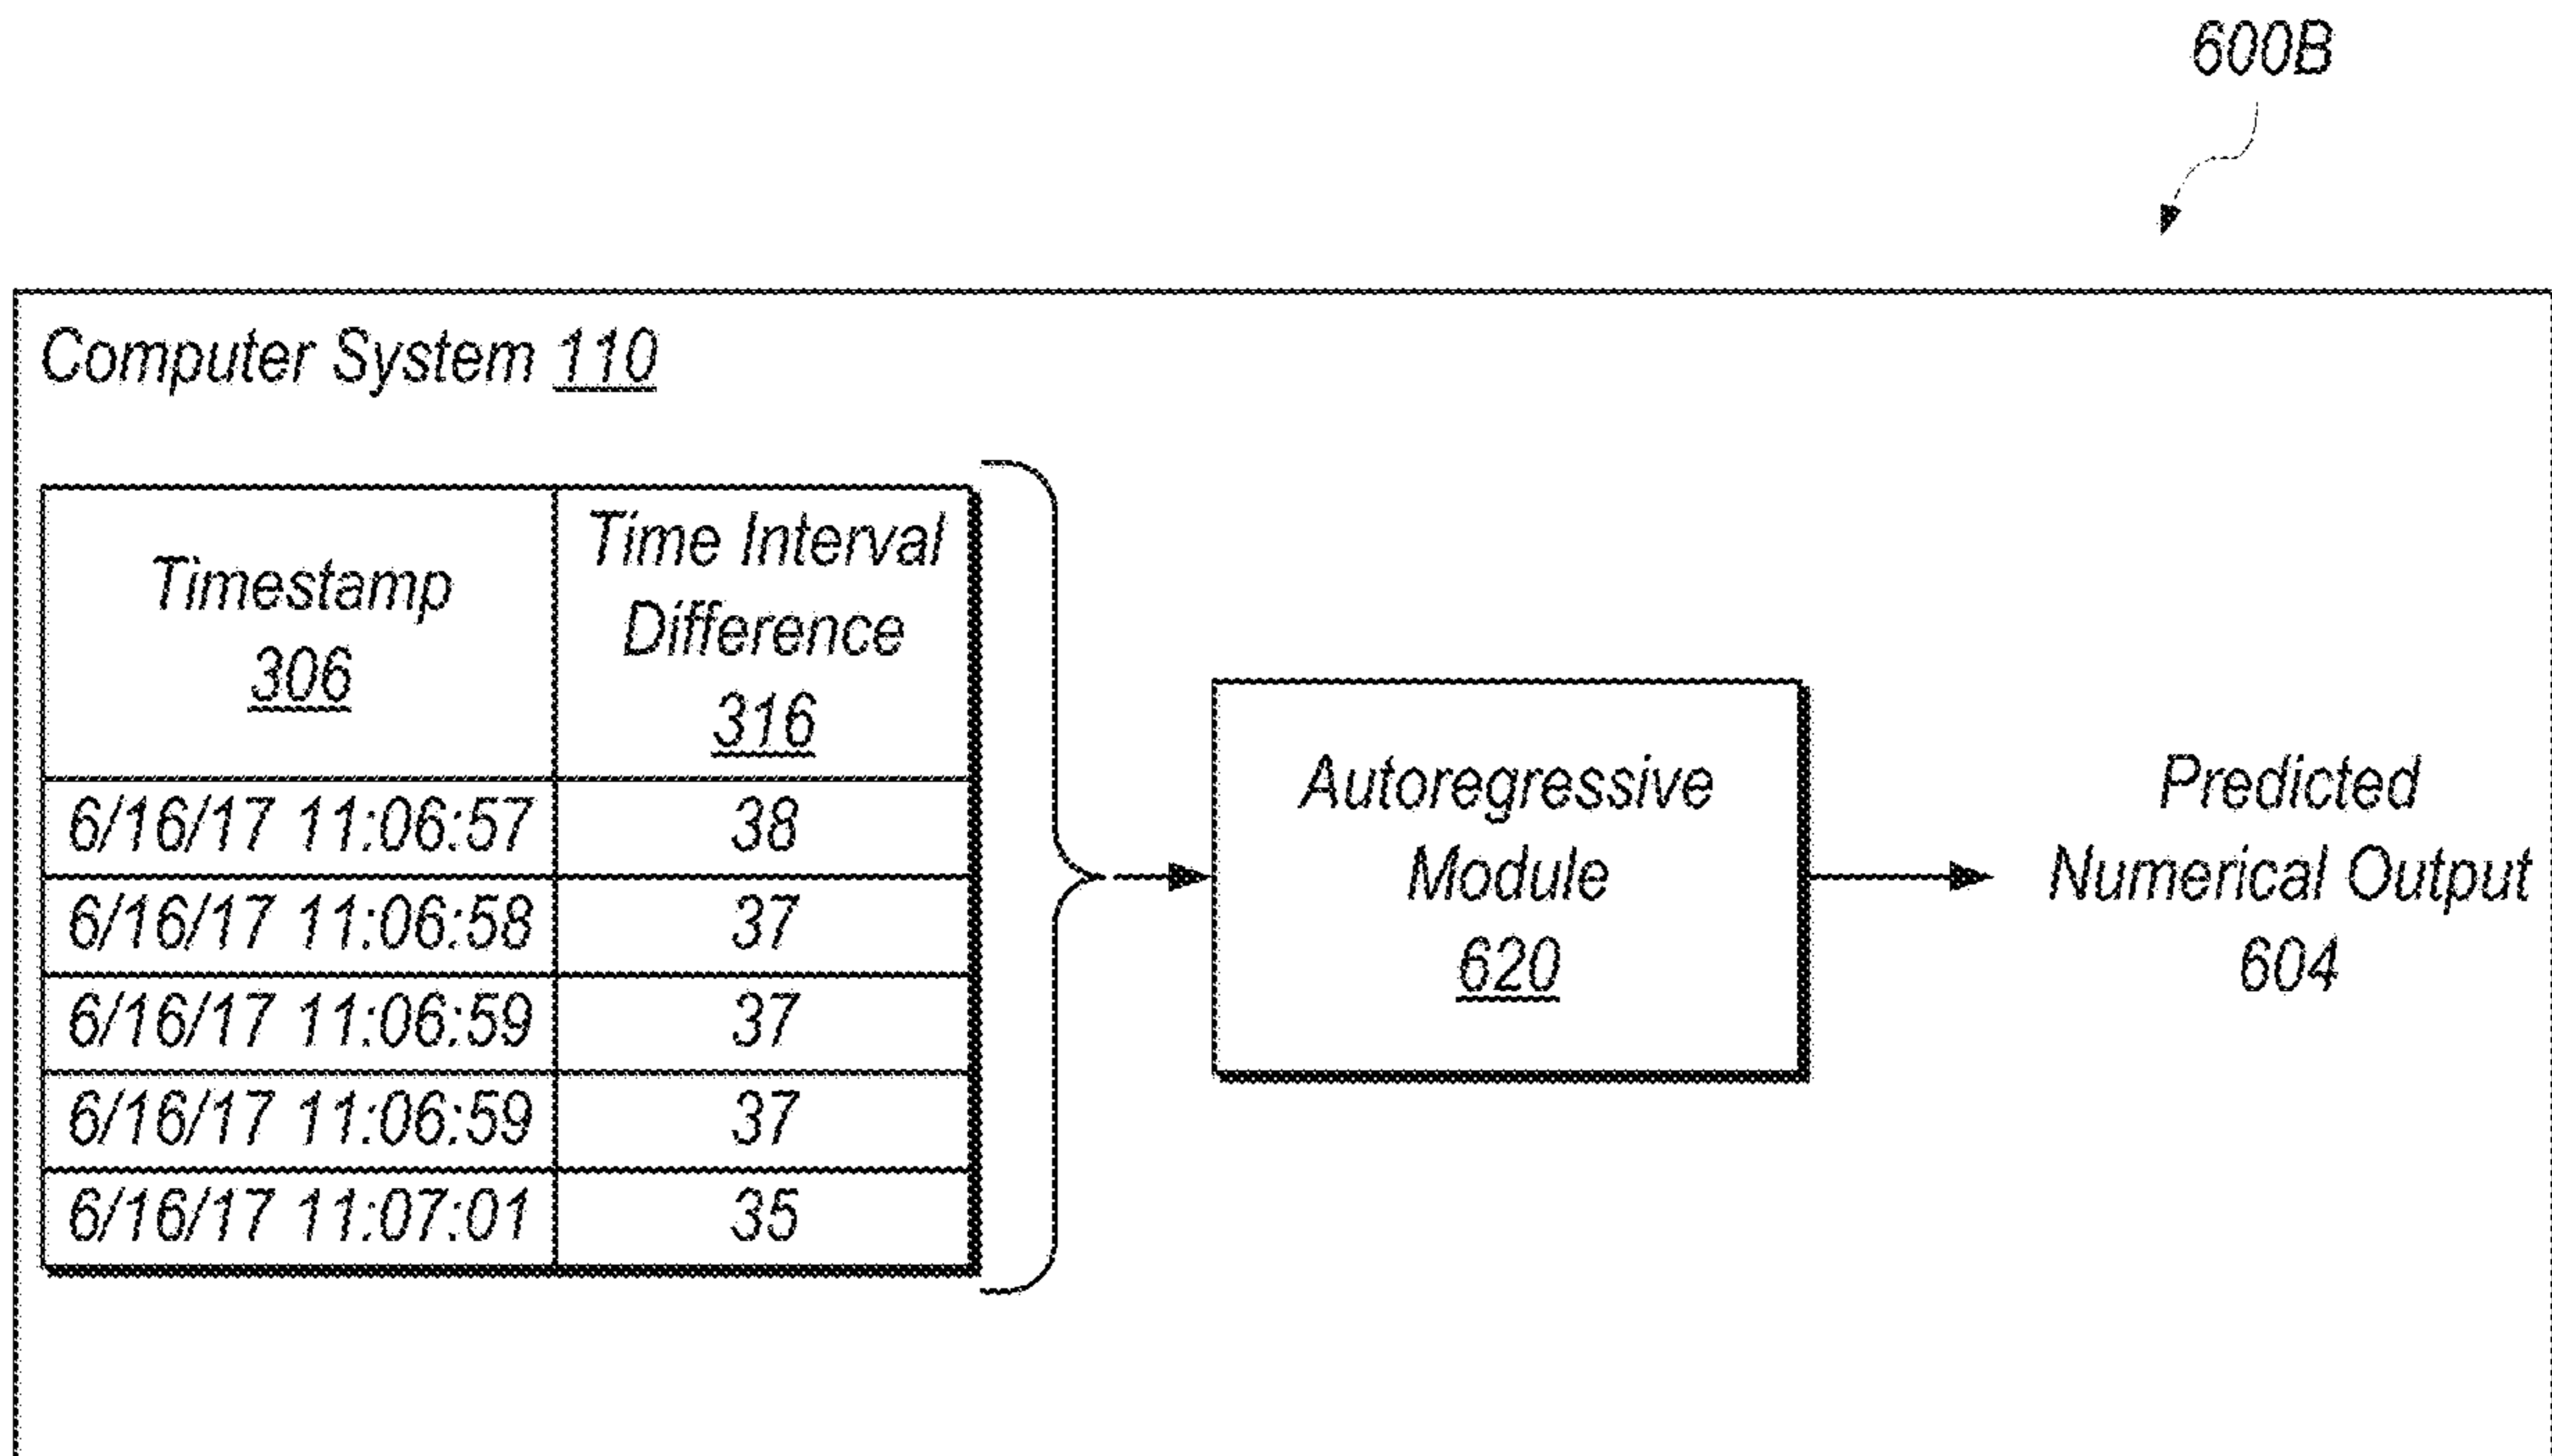 600B
Computer System 110
Timestamp
306
Time Interval
Difference
316
6/16/17 11:06:57 38
6/16/17 11:06:58 37
6/16/17 11:06:59 37
6/16/17 11:06:59 37
6/16/17 11:07:01 35
Autoregressive
Module
620
Predicted
Numerical Output
604